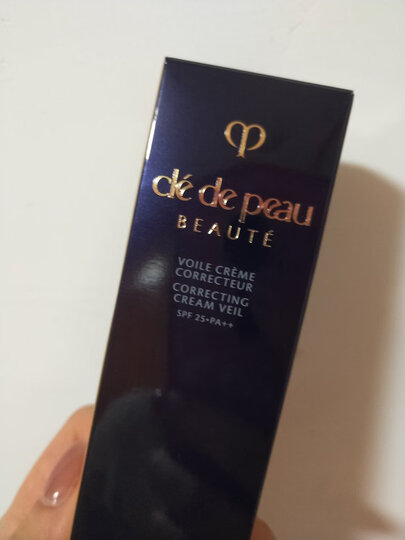 clé de peau
BEAUTÉ
VOILE CRÈME
CORRECTEUR
CORRECTING
CREAM VEIL
SPF 25•PA++